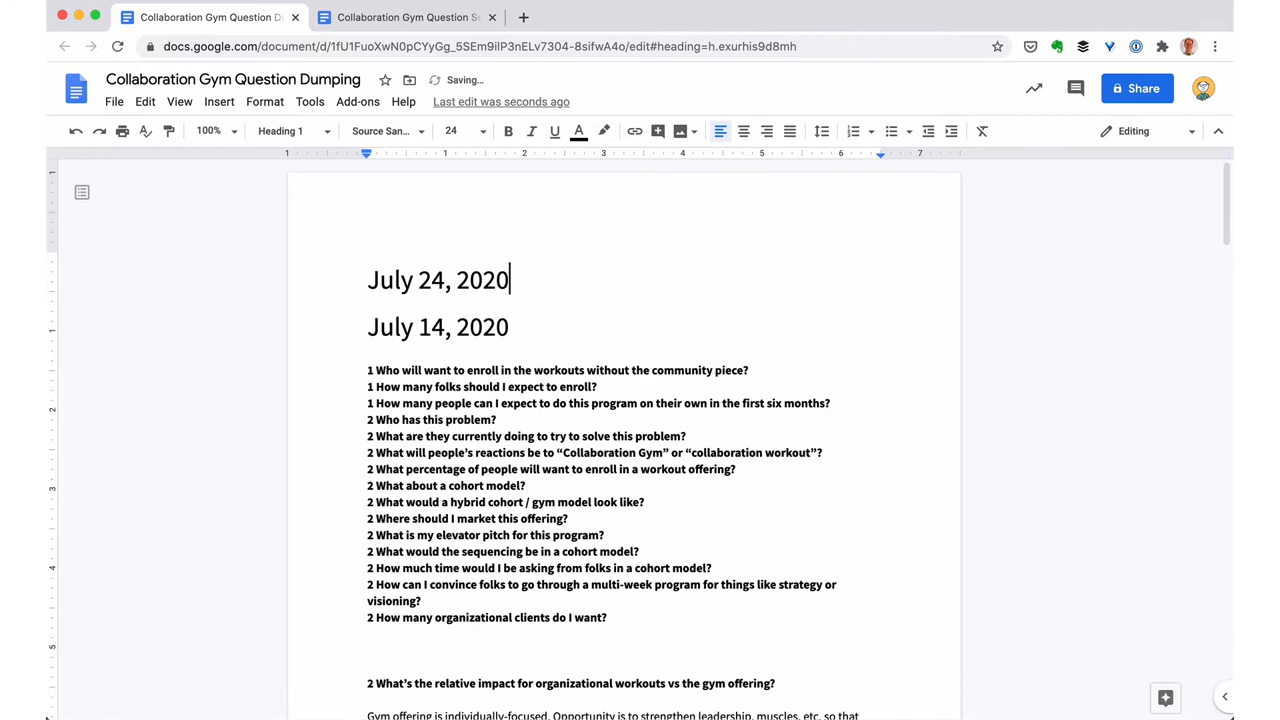 Collaboration Gym Question Du
Collaboration Gym Question Se
docs.google.com/document/d/1fU1FuoXwN0pCYyGg_5SEm9ilP3nELv7304-8sifwA4o/edit#heading=h.exurhis9d8mh
Collaboration Gym Question Dumping
Saving...
File Edit View Insert Format Tools Add-ons Help Last edit was seconds ago
Share
100% Heading 1 Source San... 24 B I U A Editing
1 1 2 3 4 5 6 7
July 24, 2020
July 14, 2020
1 Who will want to enroll in the workouts without the community piece?
1 How many folks should I expect to enroll?
1 How many people can I expect to do this program on their own in the first six months?
2 Who has this problem?
2 What are they currently doing to try to solve this problem?
2 What will people’s reactions be to “Collaboration Gym” or “collaboration workout”?
2 What percentage of people will want to enroll in a workout offering?
2 What about a cohort model?
2 What would a hybrid cohort / gym model look like?
2 Where should I market this offering?
2 What is my elevator pitch for this program?
2 What would the sequencing be in a cohort model?
2 How much time would I be asking from folks in a cohort model?
2 How can I convince folks to go through a multi-week program for things like strategy or
visioning?
2 How many organizational clients do I want?
2 What’s the relative impact for organizational workouts vs the gym offering?
Gym offering is individually-focused. Opportunity is to strengthen leadership, muscles, etc. so that